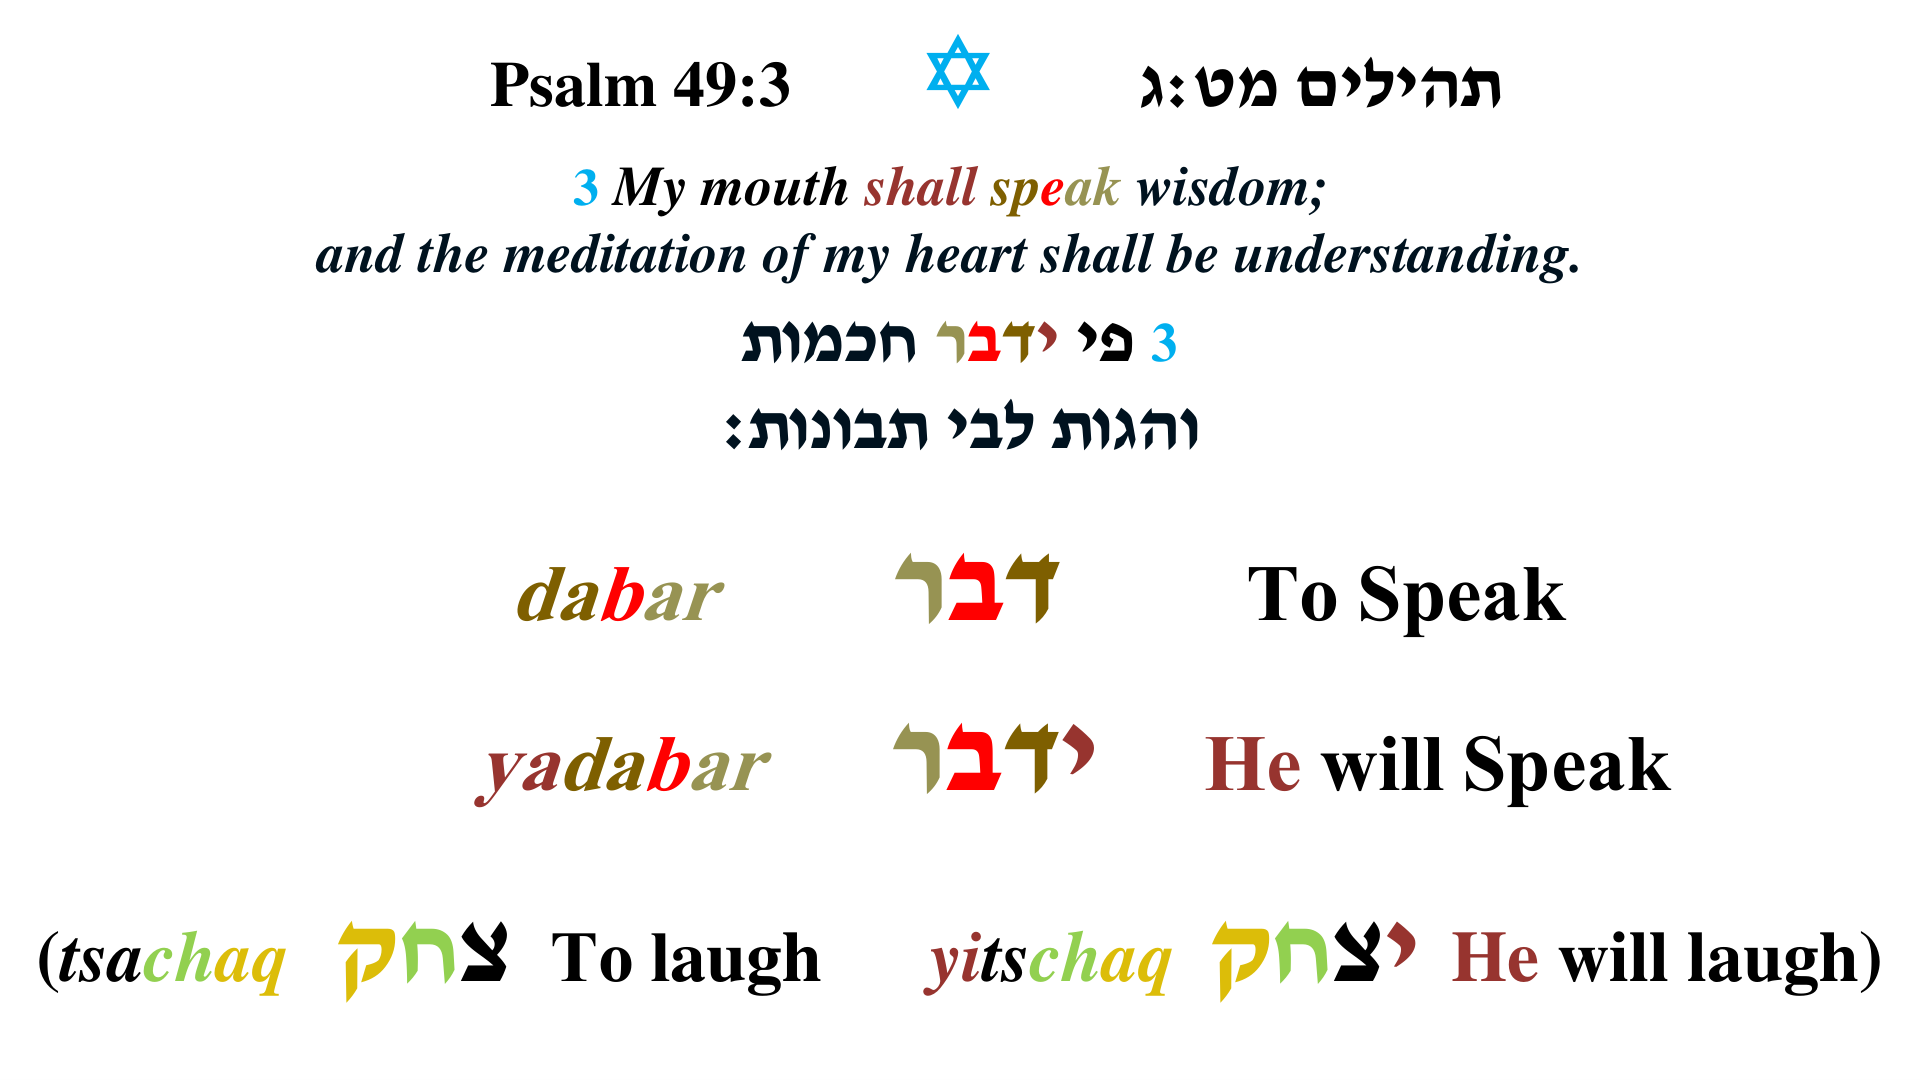 Psalm 49:3 ✡ תהילים מט:ג
3 My mouth shall speak wisdom;
and the meditation of my heart shall be understanding.
3 פי ידבר חכמות
והגות לבי תבונות:
dabar דבר To Speak
yadabar ידבר He will Speak
(tsachaq צחק To laugh yitschaq יצחק He will laugh)